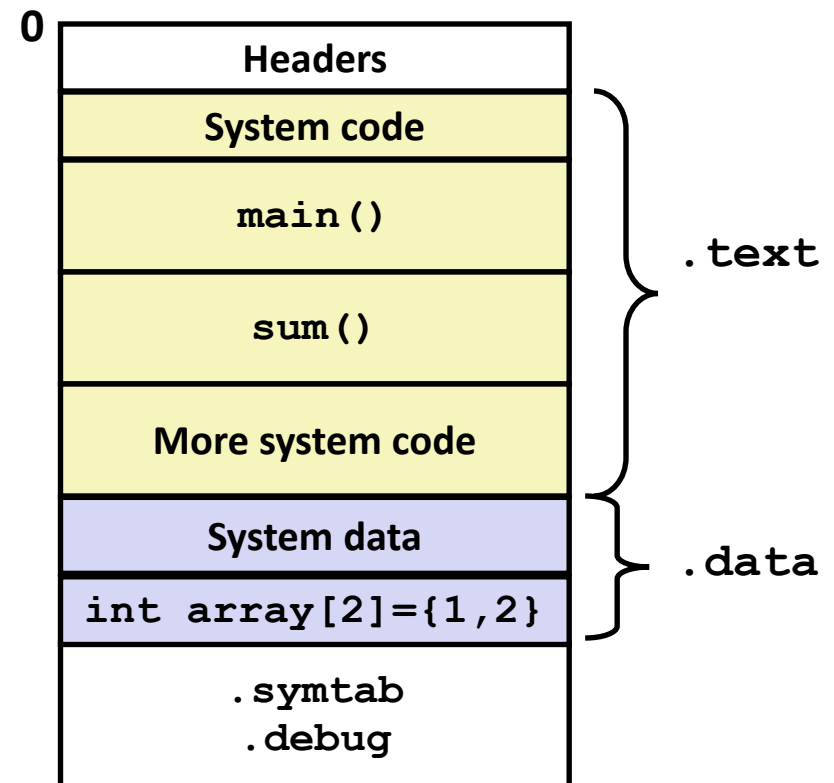 0
Headers
System code
main()
sum()
More system code
.text
System data
int array[2]={1,2}
.data
.symtab
.debug